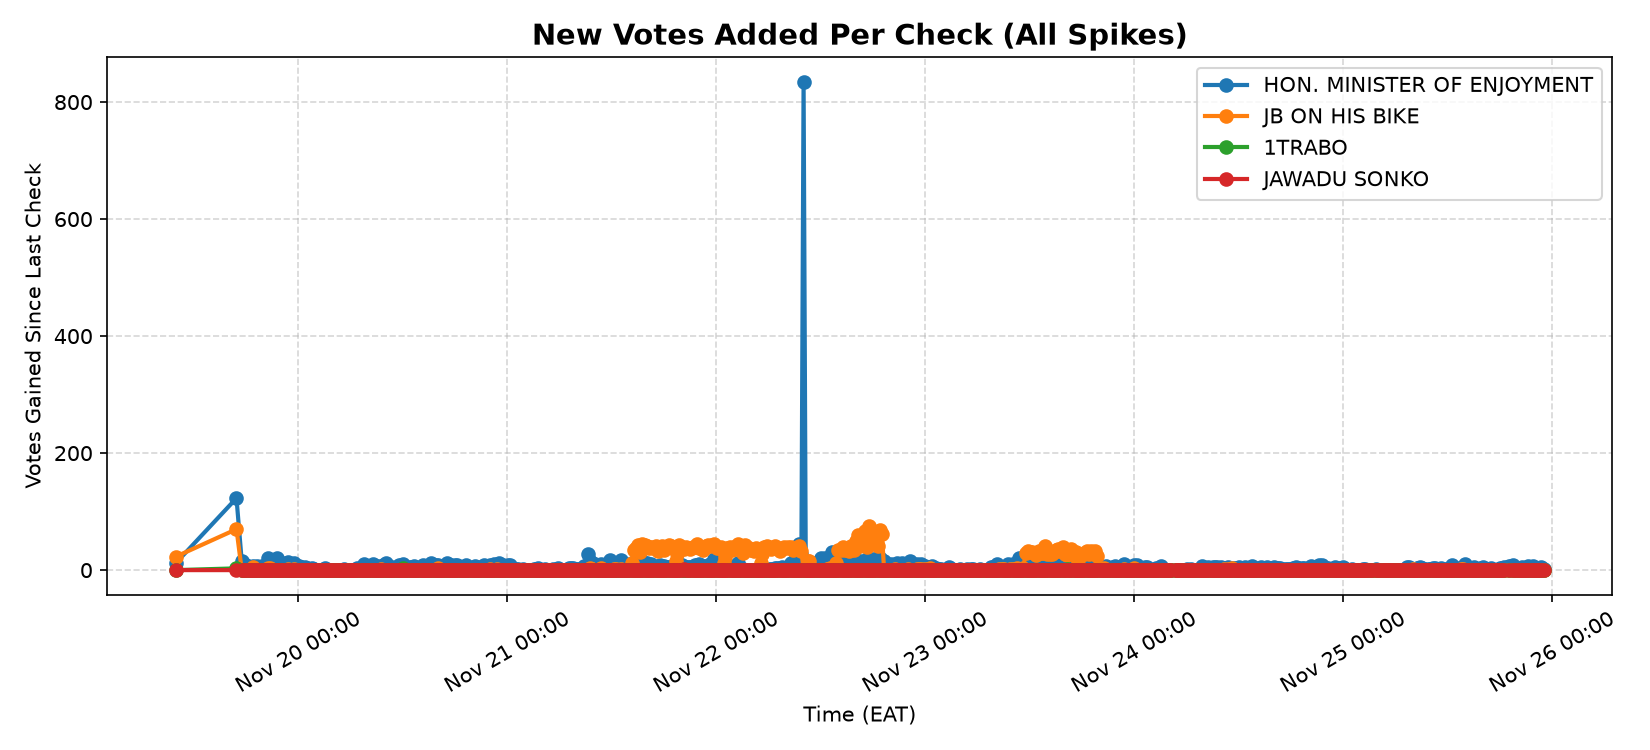 New Votes Added Per Check (All Spikes)
HON. MINISTER OF ENJOYMENT
JB ON HIS BIKE
1TRABO
JAWADU SONKO
Votes Gained Since Last Check
800
600
400
200
0
Nov 20 00:00
Nov 21 00:00
Nov 22 00:00
Nov 23 00:00
Nov 24 00:00
Nov 25 00:00
Nov 26 00:00
Time (EAT)